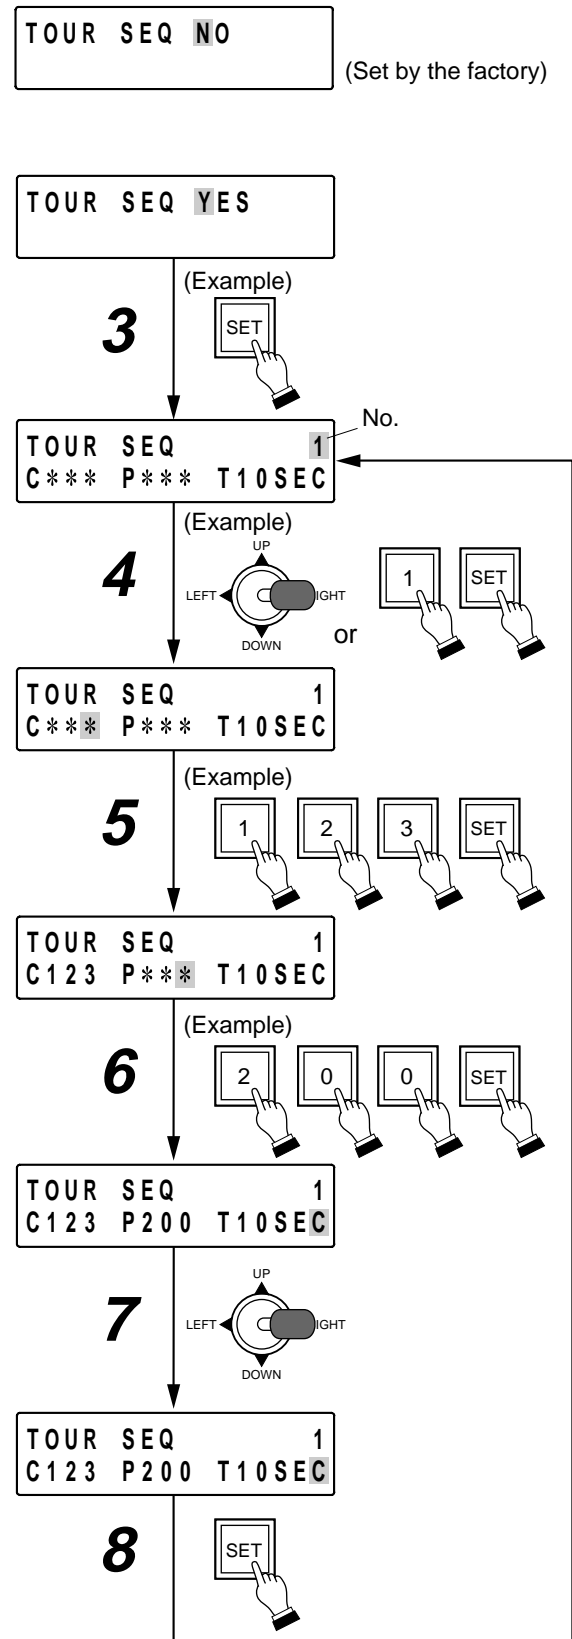 TOUR SEQ NO
(Set by the factory)
TOUR SEQ YES
(Example)
3
SET
No.
TOUR SEQ 1
C*** P*** T10SEC
(Example)
4
UP
LEFT IGHT
DOWN
or
1 SET
TOUR SEQ 1
C*** P*** T10SEC
(Example)
5
1 2 3 SET
TOUR SEQ 1
C123 P*** T10SEC
(Example)
6
2 0 0 SET
TOUR SEQ 1
C123 P200 T10SEC
7
UP
LEFT IGHT
DOWN
TOUR SEQ 1
C123 P200 T10SEC
8
SET